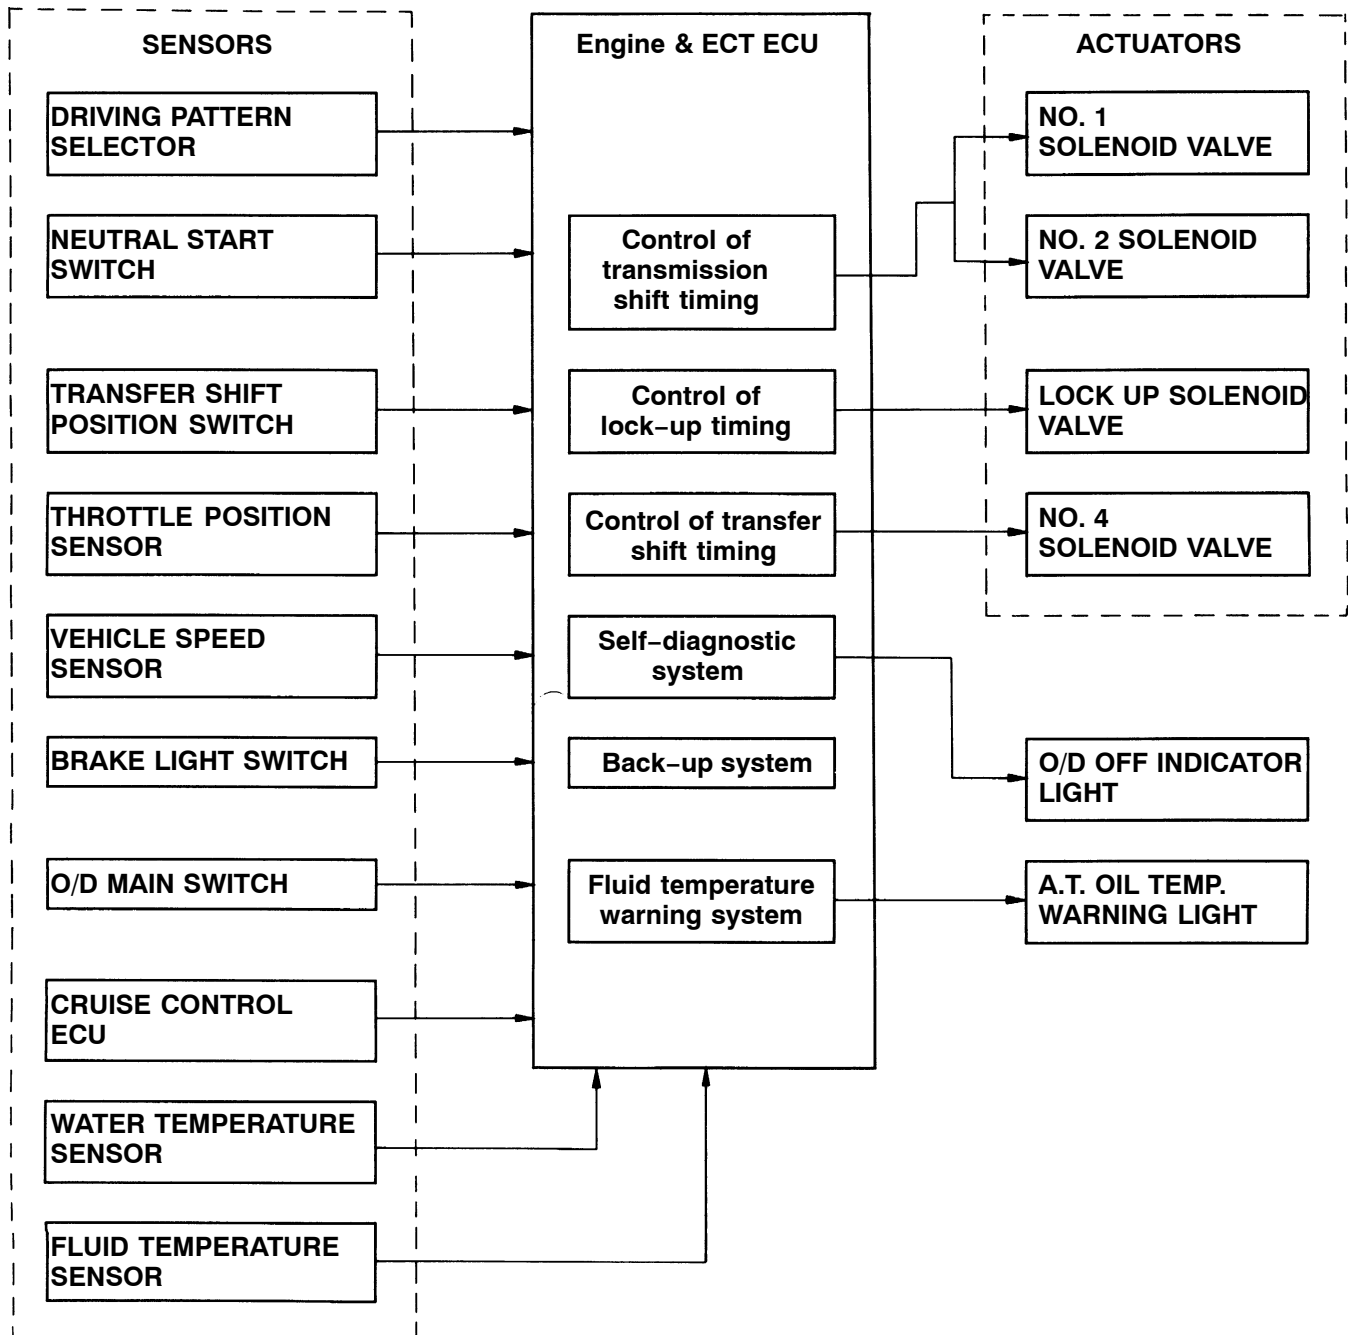 SENSORS
DRIVING PATTERN
SELECTOR
NEUTRAL START
SWITCH
TRANSFER SHIFT
POSITION SWITCH
THROTTLE POSITION
SENSOR
VEHICLE SPEED
SENSOR
BRAKE LIGHT SWITCH
O/D MAIN SWITCH
CRUISE CONTROL
ECU
WATER TEMPERATURE
SENSOR
FLUID TEMPERATURE
SENSOR
Engine & ECT ECU
Control of
transmission
shift timing
Control of
lock-up timing
Control of transfer
shift timing
Self-diagnostic
system
Back-up system
Fluid temperature
warning system
ACTUATORS
NO. 1
SOLENOID VALVE
NO. 2 SOLENOID
VALVE
LOCK UP SOLENOID
VALVE
NO. 4
SOLENOID VALVE
O/D OFF INDICATOR
LIGHT
A.T. OIL TEMP.
WARNING LIGHT